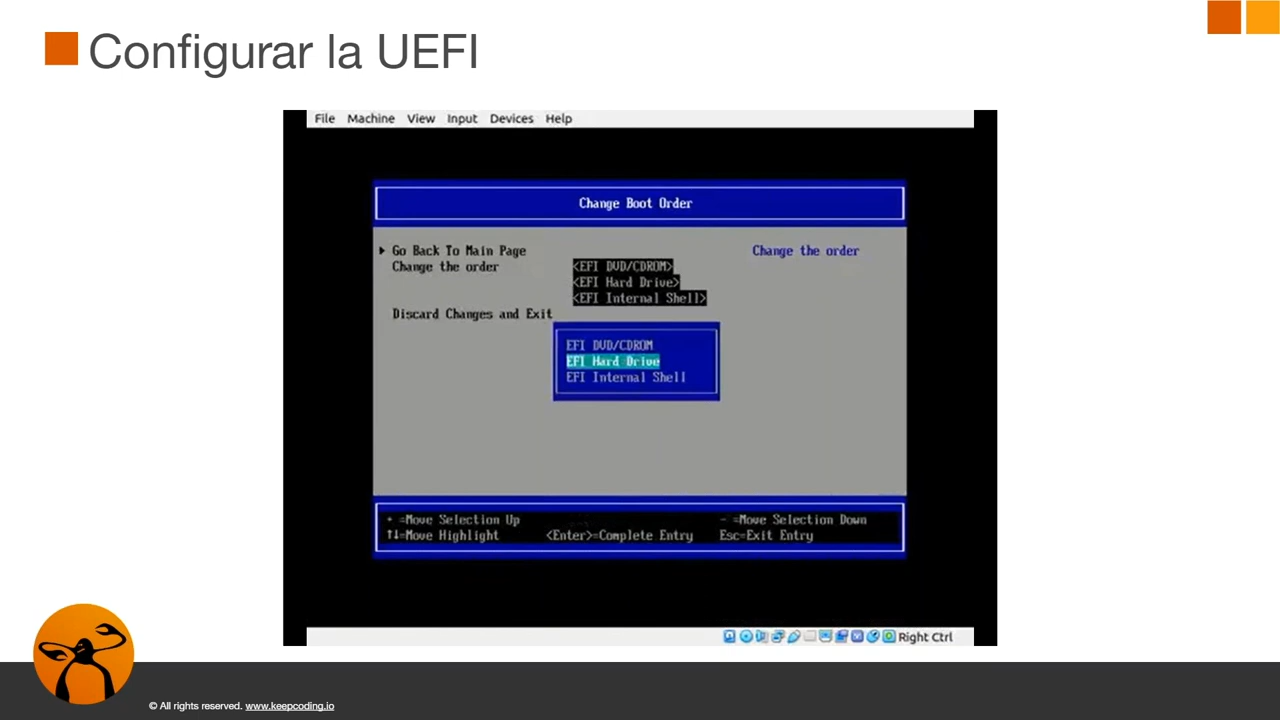 Configurar la UEFI
File Machine View Input Devices Help
Change Boot Order
Go Back To Main Page
Change the order
Change the order <EFI DVD/CDROM>
<EFI Hard Drive>
<EFI Internal Shell>
Discard Changes and Exit
EFI DVD/CDROM
EFI Hard Drive
EFI Internal Shell
+ =Move Selection Up - =Move Selection Down
↑↓=Move Highlight <Enter>=Complete Entry Esc=Exit Entry
Right Ctrl
© All rights reserved. www.keepcoding.io